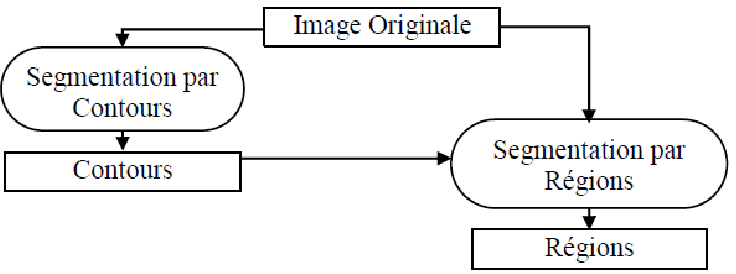 Image Originale
Segmentation par
Contours
Contours
Segmentation par
Régions
Régions